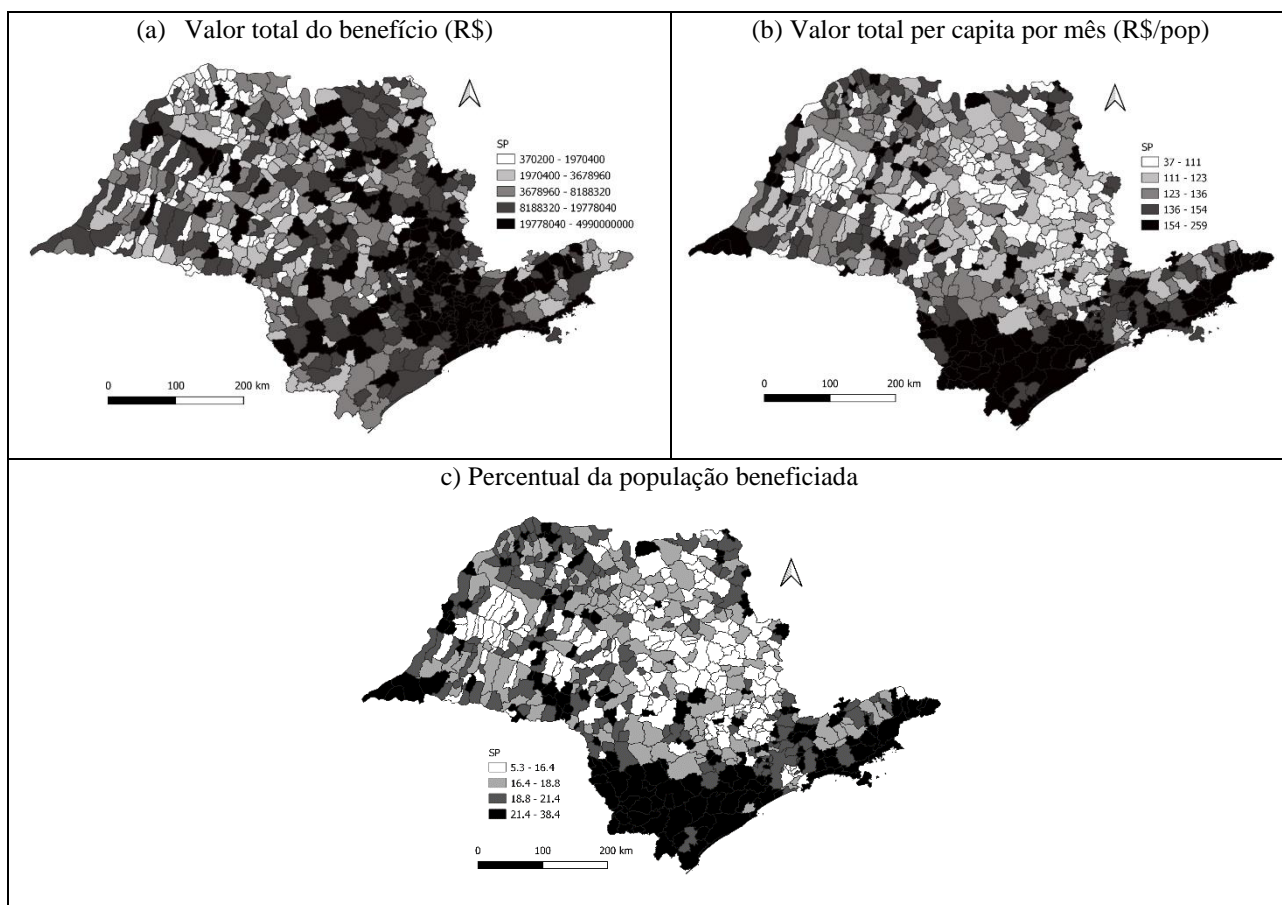 (a) Valor total do benefício (R$)
SP
370200 - 1970400
1970400 - 3678960
3678960 - 8188320
8188320 - 19778040
19778040 - 4990000000
0 100 200 km
(b) Valor total per capita por mês (R$/pop)
SP
37 - 111
111 - 123
123 - 136
136 - 154
154 - 259
0 100 200 km
c) Percentual da população beneficiada
SP
5.3 - 16.4
16.4 - 18.8
18.8 - 21.4
21.4 - 38.4
0 100 200 km